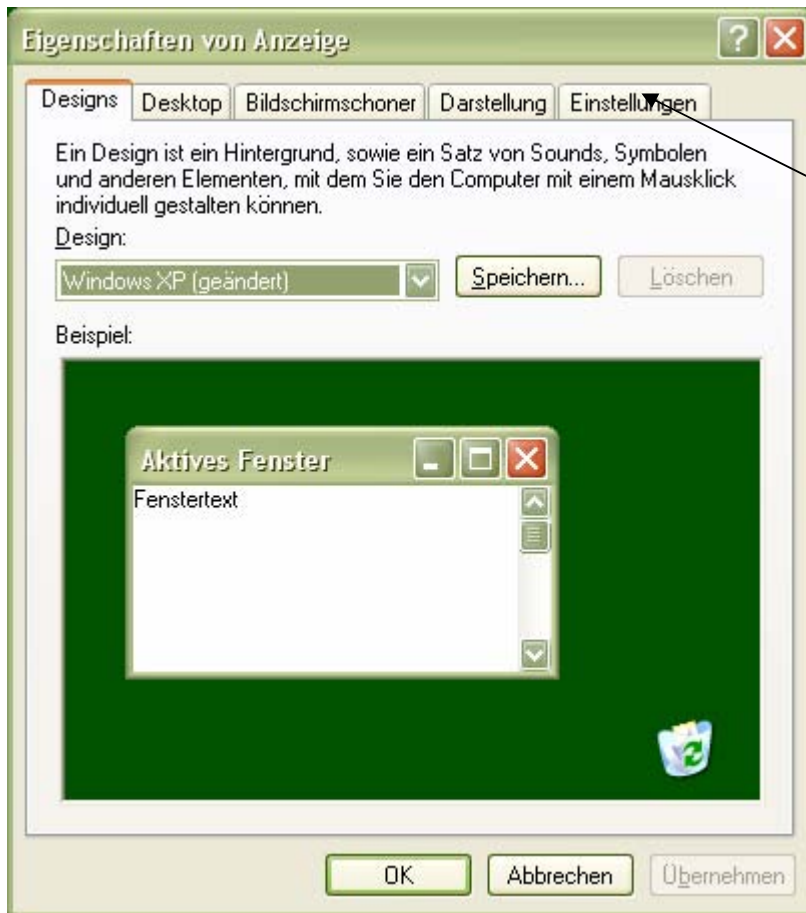 Eigenschaften von Anzeige
Designs Desktop Bildschirmschoner Darstellung Einstellungen
Ein Design ist ein Hintergrund, sowie ein Satz von Sounds, Symbolen
und anderen Elementen, mit dem Sie den Computer mit einem Mausklick
individuell gestalten können.
Design:
Windows XP (geändert) Speichern... Löschen
Beispiel:
Aktives Fenster
Fenstertext
OK Abbrechen Übernehmen